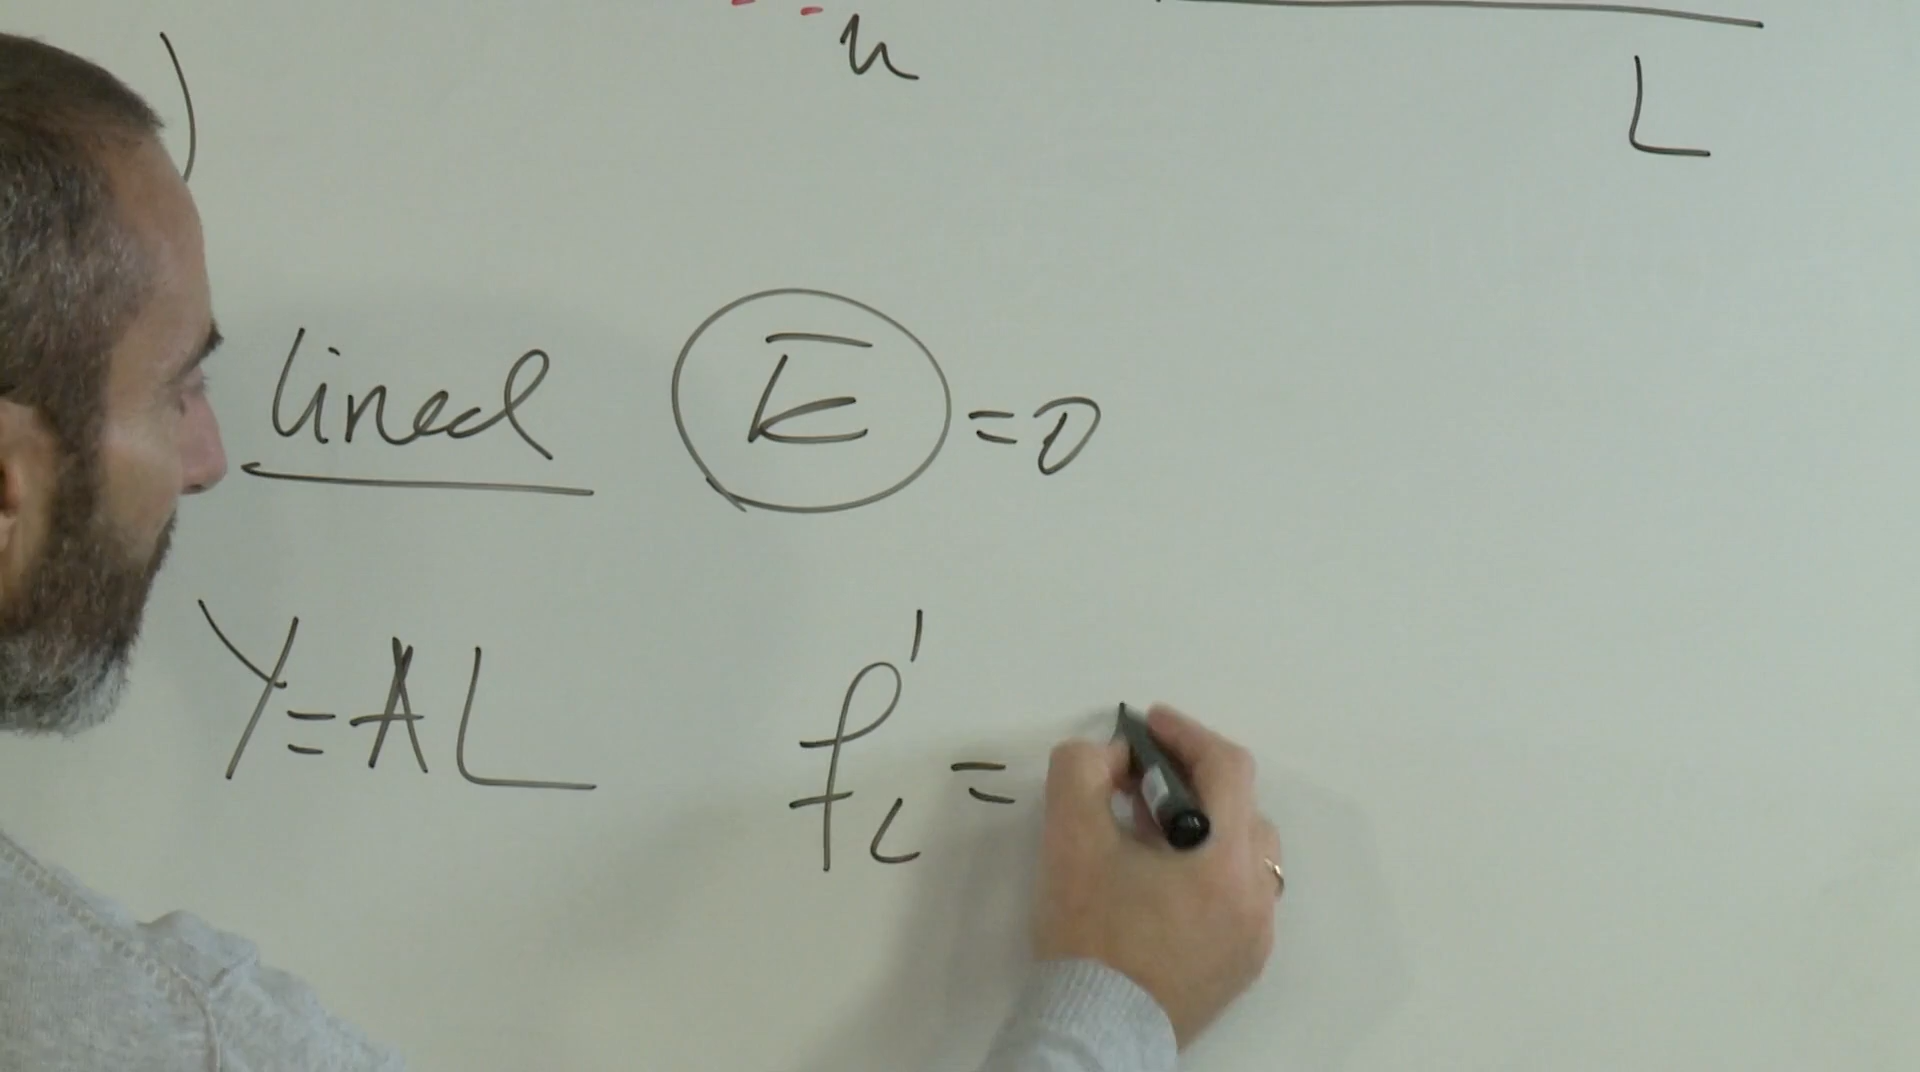 u
L
lined k̅ = 0
Y = AL f'L =